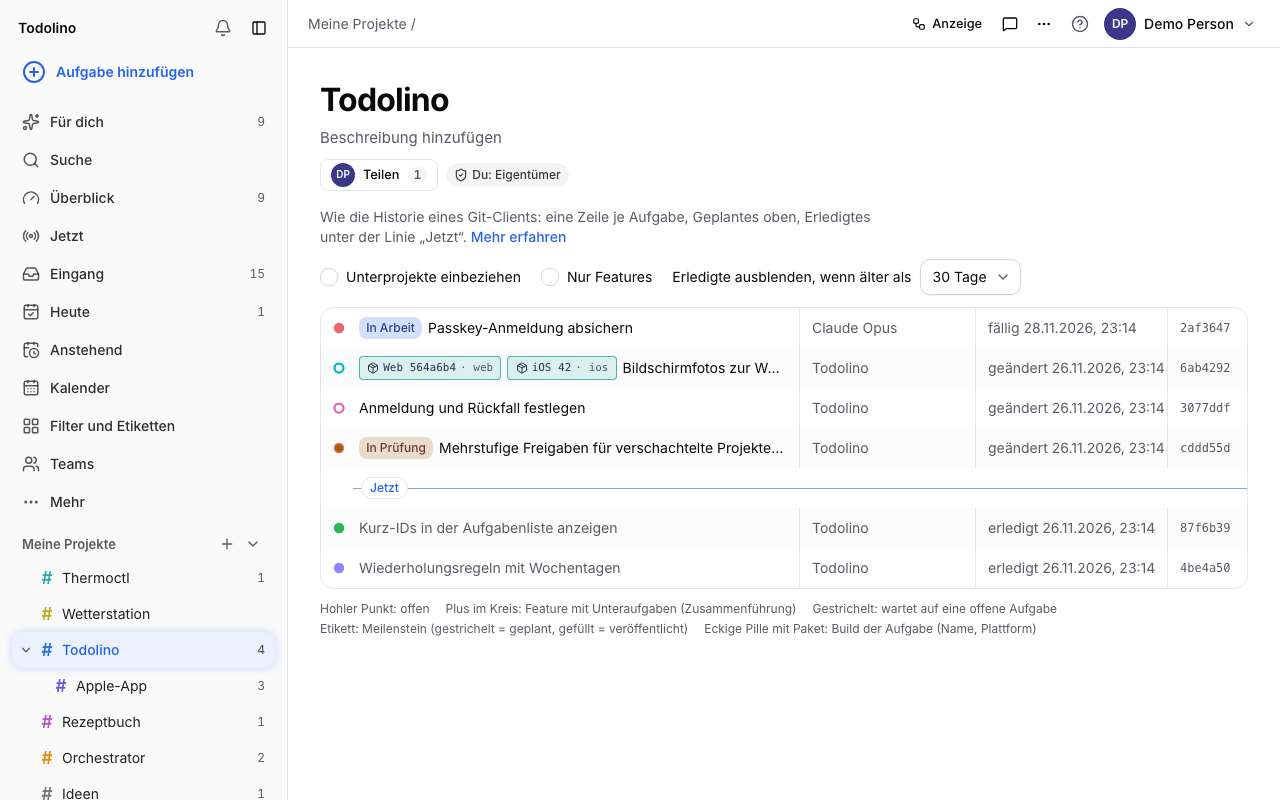 Todolino
Aufgabe hinzufügen
Für dich 9
Suche
Überblick 9
Jetzt
Eingang 15
Heute 1
Anstehend
Kalender
Filter und Etiketten
Teams
Mehr
Meine Projekte
# Thermoctl 1
# Wetterstation
# Todolino 4
# Apple-App 3
# Rezeptbuch 1
# Orchestrator 2
# Ideen 1
Meine Projekte /
Anzeige
DP Demo Person
Todolino
Beschreibung hinzufügen
DP Teilen 1
Du: Eigentümer
Wie die Historie eines Git-Clients: eine Zeile je Aufgabe, Geplantes oben, Erledigtes
unter der Linie „Jetzt“. Mehr erfahren
Unterprojekte einbeziehen Nur Features Erledigte ausblenden, wenn älter als 30 Tage
In Arbeit Passkey-Anmeldung absichern Claude Opus fällig 28.11.2026, 23:14 2af3647
Web 564a6b4 · web iOS 42 · ios Bildschirmfotos zur W... Todolino geändert 26.11.2026, 23:14 6ab4292
Anmeldung und Rückfall festlegen Todolino geändert 26.11.2026, 23:14 3077ddf
In Prüfung Mehrstufige Freigaben für verschachtelte Projekte... Todolino geändert 26.11.2026, 23:14 cddd55d
Jetzt
Kurz-IDs in der Aufgabenliste anzeigen Todolino erledigt 26.11.2026, 23:14 87f6b39
Wiederholungsregeln mit Wochentagen Todolino erledigt 26.11.2026, 23:14 4be4a50
Hohler Punkt: offen Plus im Kreis: Feature mit Unteraufgaben (Zusammenführung) Gestrichelt: wartet auf eine offene Aufgabe
Etikett: Meilenstein (gestrichelt = geplant, gefüllt = veröffentlicht) Eckige Pille mit Paket: Build der Aufgabe (Name, Plattform)